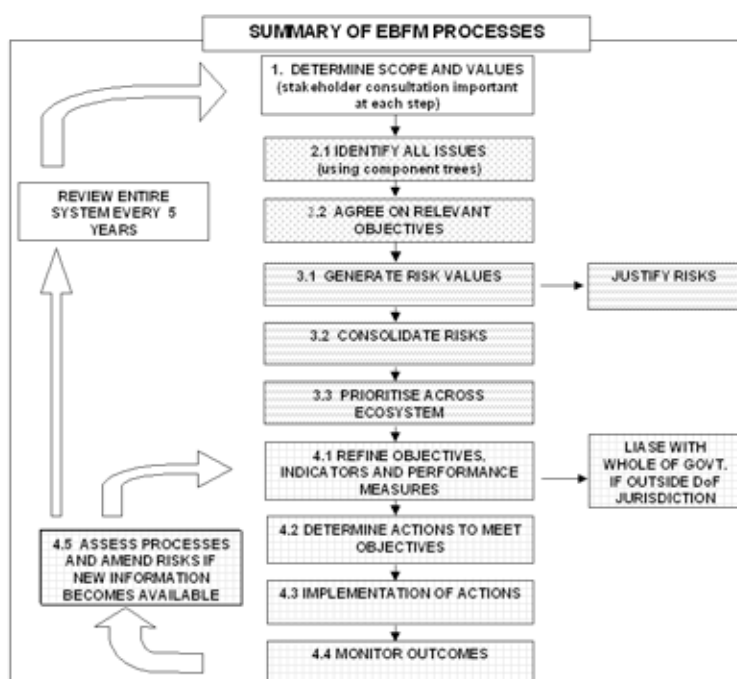 SUMMARY OF EBFM PROCESSES
1. DETERMINE SCOPE AND VALUES
(stakeholder consultation important
at each step)
2.1 IDENTIFY ALL ISSUES
(using component trees)
2.2 AGREE ON RELEVANT
OBJECTIVES
REVIEW ENTIRE
SYSTEM EVERY 5
YEARS
3.1 GENERATE RISK VALUES
JUSTIFY RISKS
3.2 CONSOLIDATE RISKS
3.3 PRIORITISE ACROSS
ECOSYSTEM
4.1 REFINE OBJECTIVES,
INDICATORS AND PERFORMANCE
MEASURES
LIASE WITH
WHOLE OF GOVT.
IF OUTSIDE DoF
JURISDICTION
4.2 DETERMINE ACTIONS TO MEET
OBJECTIVES
4.5 ASSESS PROCESSES
AND AMEND RISKS IF
NEW INFORMATION
BECOMES AVAILABLE
4.3 IMPLEMENTATION OF ACTIONS
4.4 MONITOR OUTCOMES